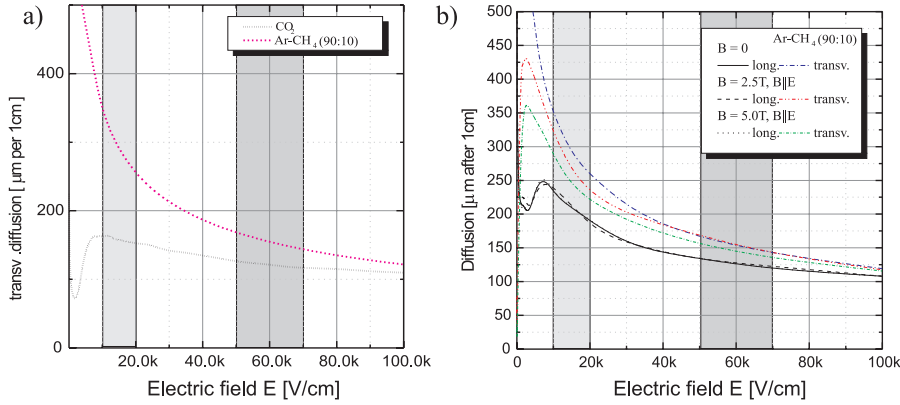 a)
transv .diffusion [ μm per 1cm]
400
200
0
CO2
Ar-CH4 (90:10)
20.0k 40.0k 60.0k 80.0k 100.0k
Electric field E [V/cm]
b)
Diffusion [μm after 1cm]
500
450
400
350
300
250
200
150
100
50
0
Ar-CH4 (90:10)
B = 0
long. transv.
B = 2.5T, B||E
long. transv.
B = 5.0T, B||E
long. transv.
0 20k 40k 60k 80k 100k
Electric field E [V/cm]